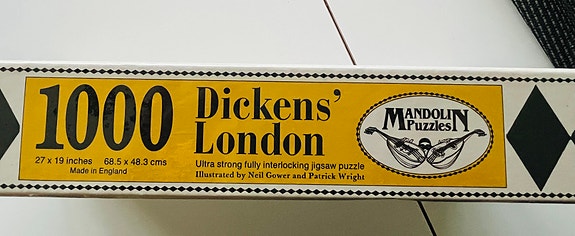 1000
27 x 19 inches 68.5 x 48.3 cms
Made in England
Dickens'
London
Ultra strong fully interlocking jigsaw puzzle
Illustrated by Neil Gower and Patrick Wright
MANDOLIN
PUZZLES